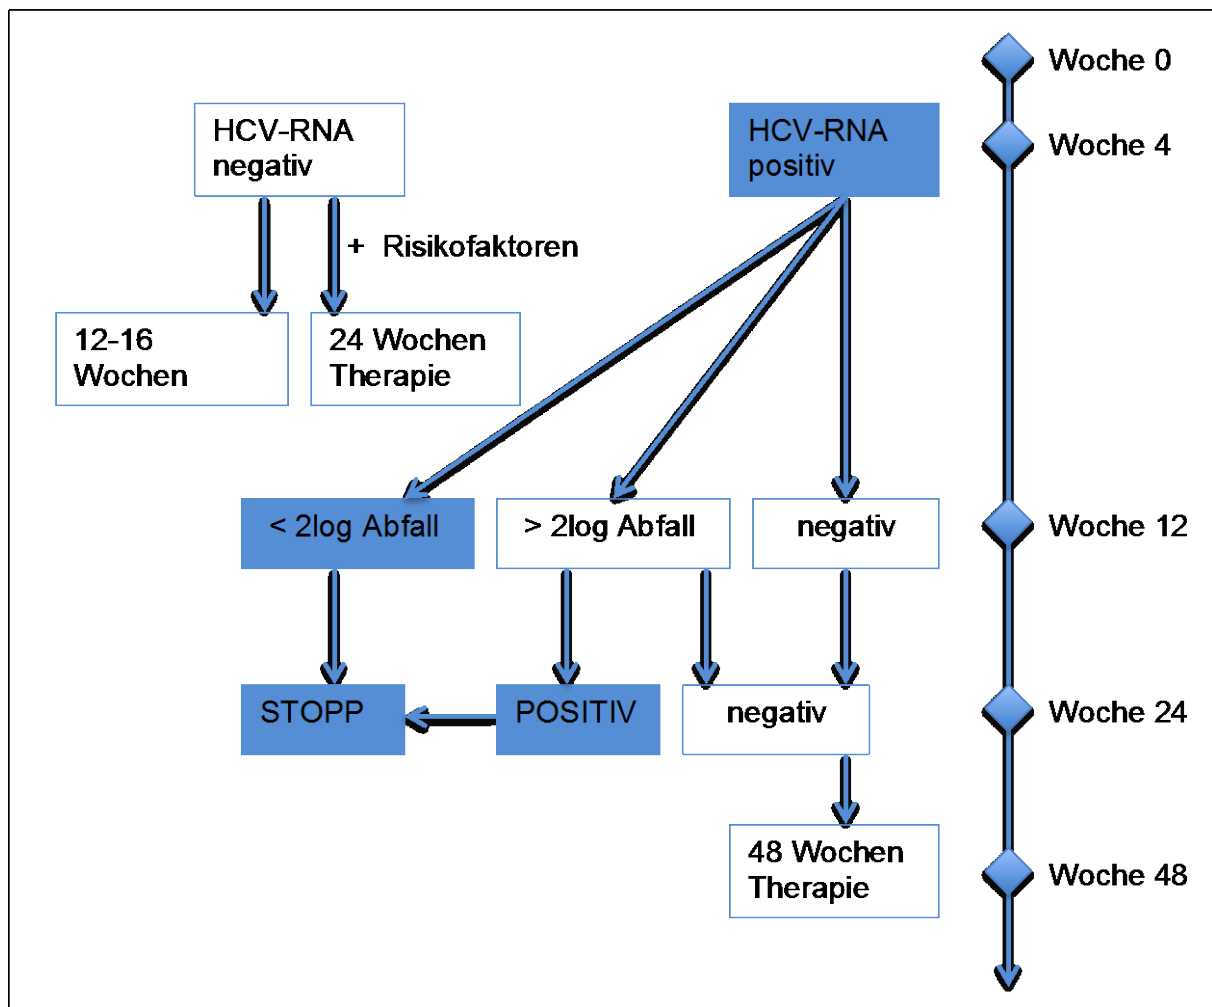 Woche 0
HCV-RNA
negativ
HCV-RNA
positiv
Woche 4
+ Risikofaktoren
12-16
Wochen
24 Wochen
Therapie
< 2log Abfall
> 2log Abfall
negativ
Woche 12
STOPP
POSITIV
negativ
Woche 24
48 Wochen
Therapie
Woche 48